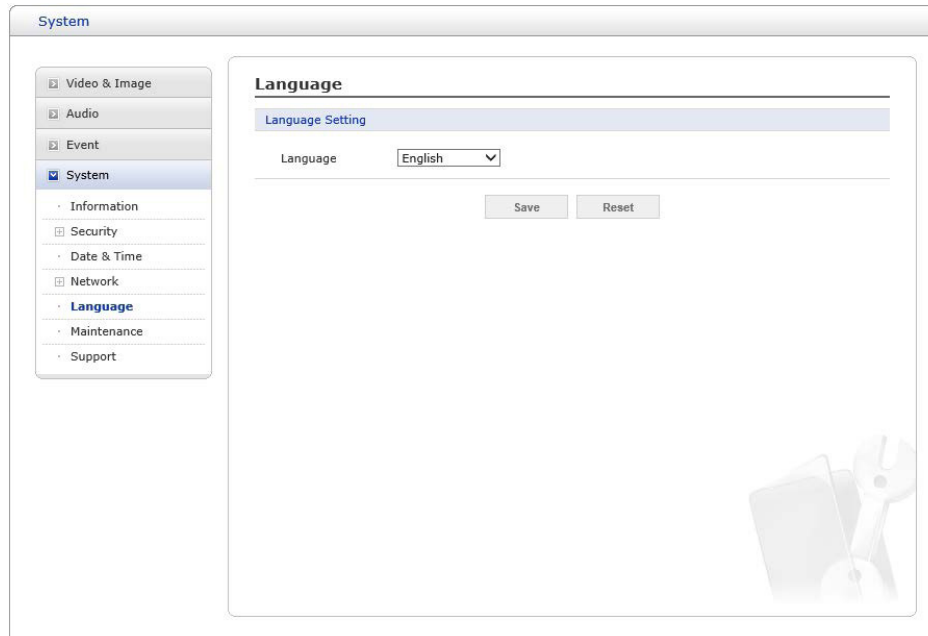 System
Video & Image
Audio
Event
System
Information
Security
Date & Time
Network
Language
Maintenance
Support
Language
Language Setting
Language English
Save Reset